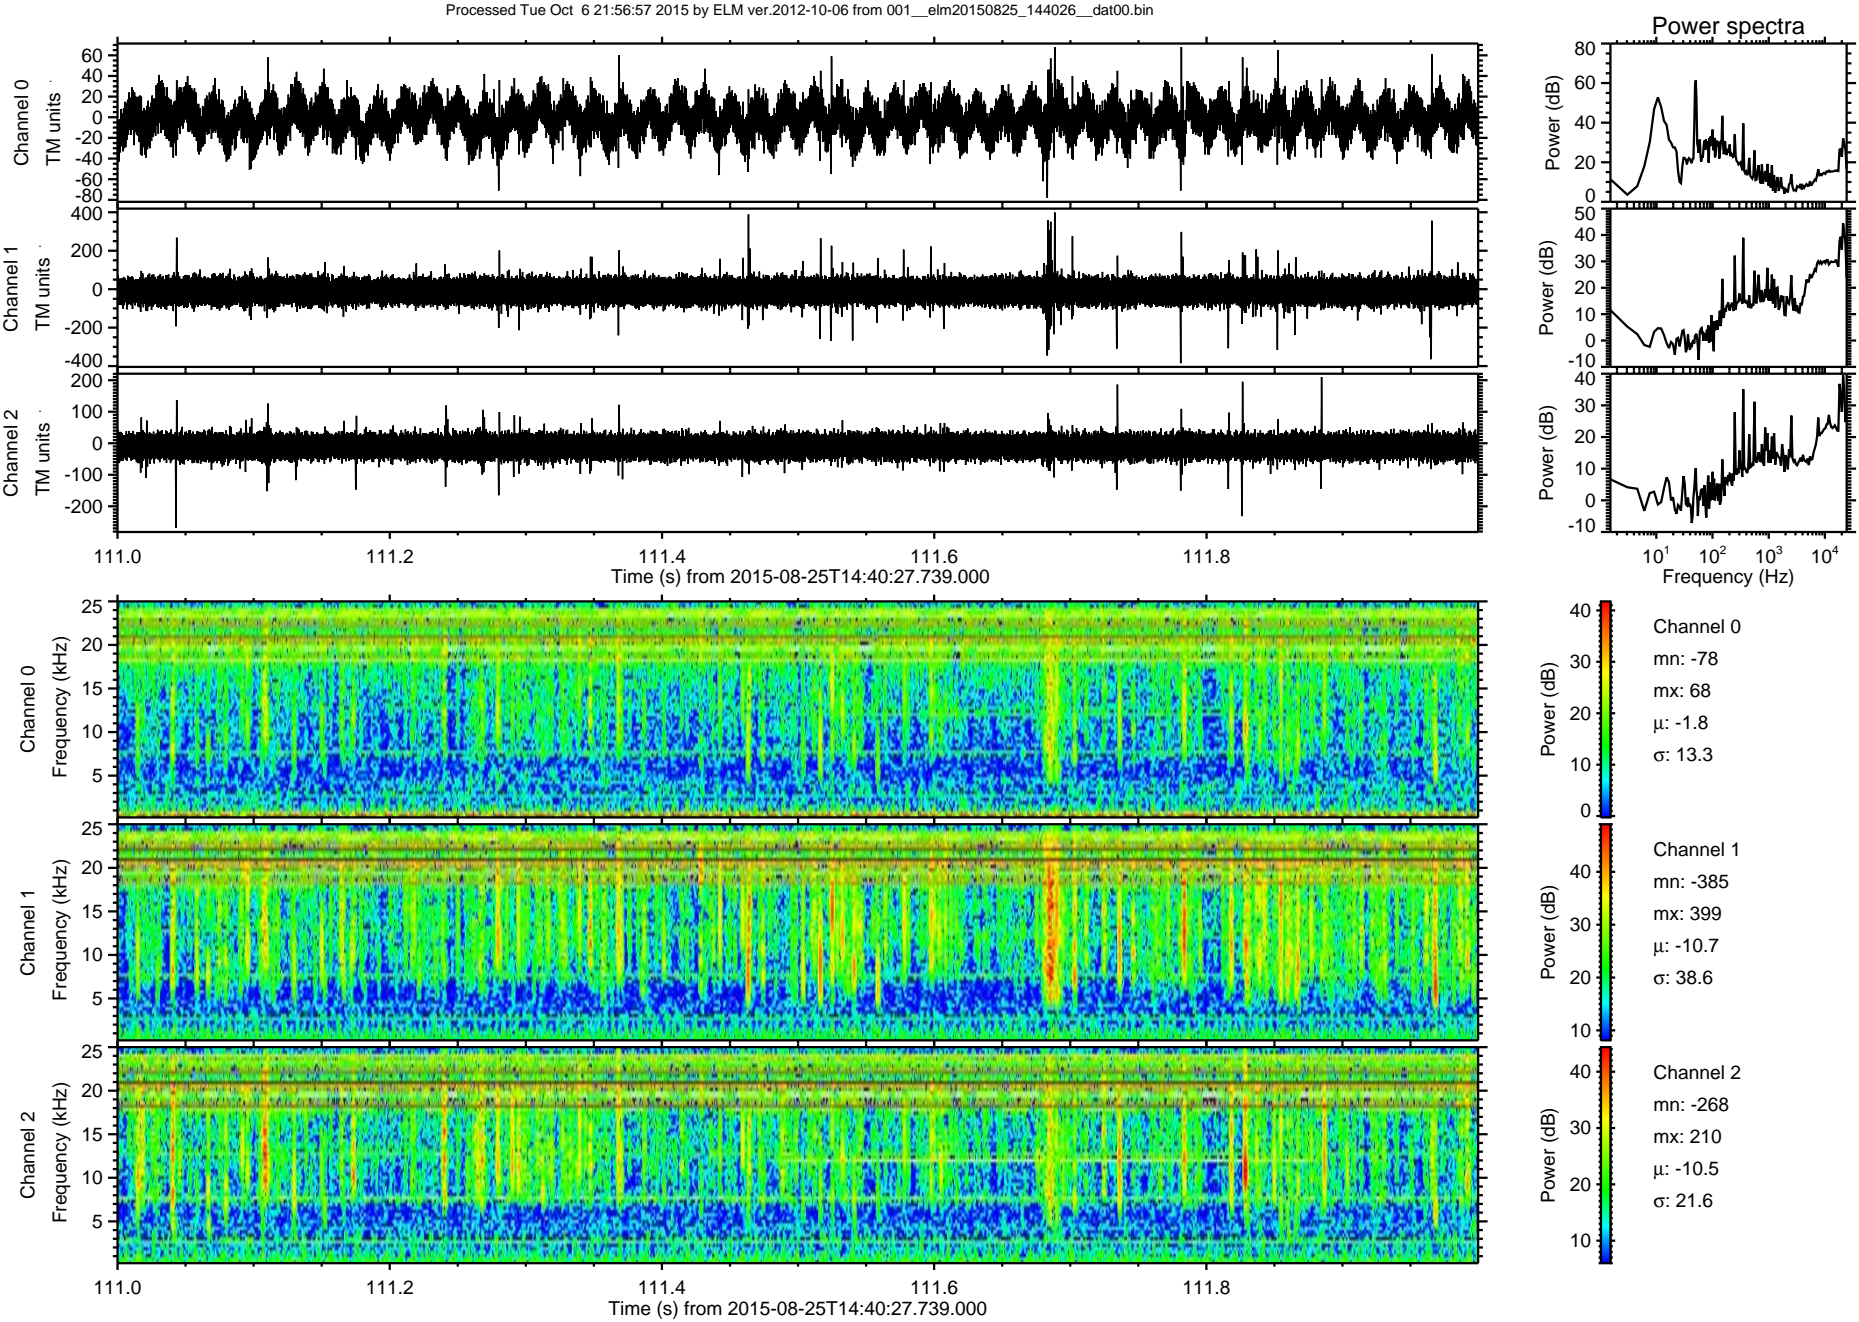 Processed Tue Oct  6 21:56:57 2015 by ELM ver.2012-10-06 from 001__elm20150825_144026__dat00.bin
Power spectra
Channel 0
TM units
60
40
20
0
-20
-40
-60
-80
Power (dB)
80
60
40
20
0
Channel 1
TM units
400
200
0
-200
-400
Power (dB)
50
40
30
20
10
0
-10
Channel 2
TM units
200
100
0
-100
-200
Power (dB)
40
30
20
10
0
-10
111.0 111.2 111.4 111.6 111.8
Time (s) from 2015-08-25T14:40:27.739.000
10¹ 10² 10³ 10⁴
Frequency (Hz)
Channel 0
Frequency (kHz)
25
20
15
10
5
Power (dB)
40
30
20
10
0
Channel 0
mn: -78
mx: 68
μ: -1.8
σ: 13.3
Channel 1
Frequency (kHz)
25
20
15
10
5
Power (dB)
40
30
20
10
Channel 1
mn: -385
mx: 399
μ: -10.7
σ: 38.6
Channel 2
Frequency (kHz)
25
20
15
10
5
Power (dB)
40
30
20
10
Channel 2
mn: -268
mx: 210
μ: -10.5
σ: 21.6
111.0 111.2 111.4 111.6 111.8
Time (s) from 2015-08-25T14:40:27.739.000